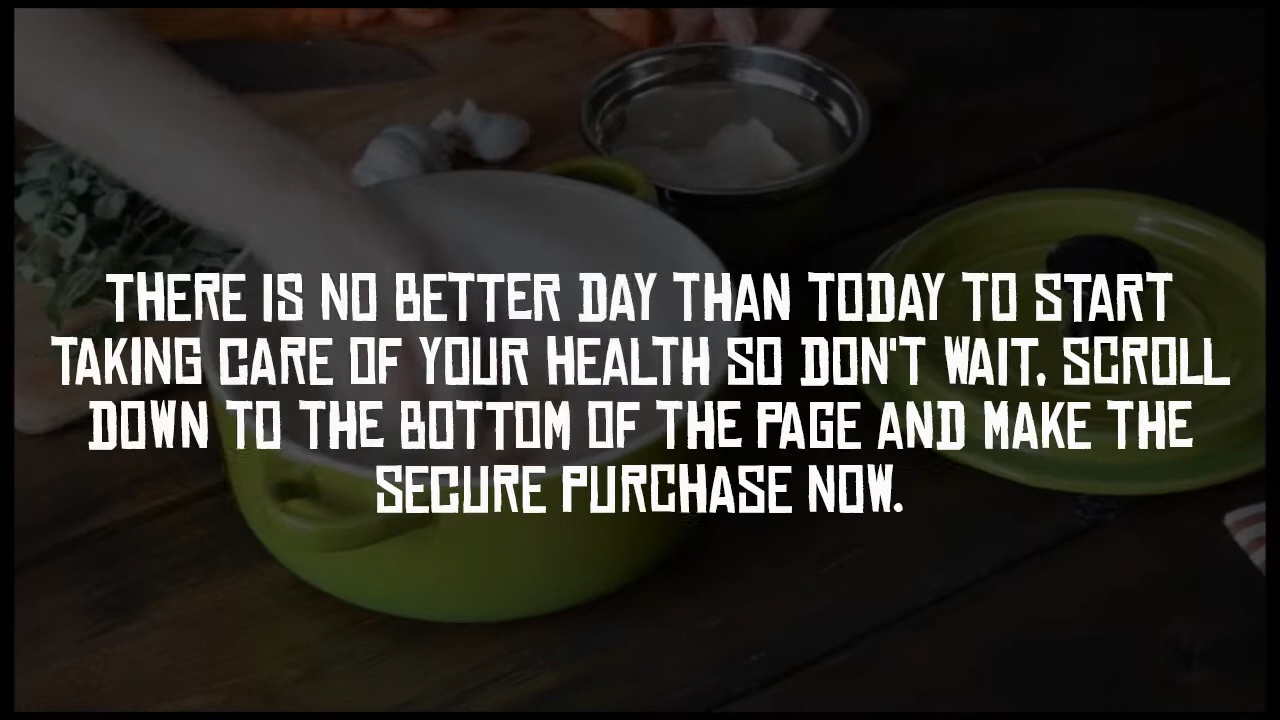 THERE IS NO BETTER DAY THAN TODAY TO START
TAKING CARE OF YOUR HEALTH SO DON'T WAIT. SCROLL
DOWN TO THE BOTTOM OF THE PAGE AND MAKE THE
SECURE PURCHASE NOW.